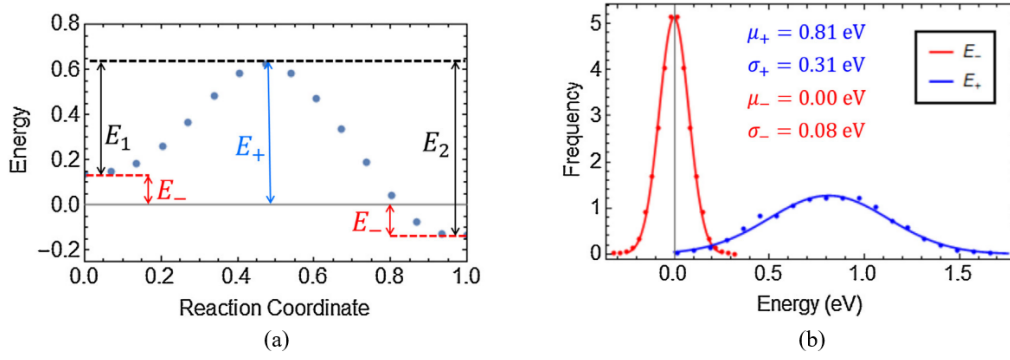 0.8
0.6
0.4
0.2
0.0
−0.2
Energy
E₁
E₋
E₊
E₂
E₋
0.0 0.2 0.4 0.6 0.8 1.0
Reaction Coordinate
(a)
5
4
3
2
1
0
Frequency
μ₊ = 0.81 eV
σ₊ = 0.31 eV
μ₋ = 0.00 eV
σ₋ = 0.08 eV
E₋
E₊
0.0 0.5 1.0 1.5
Energy (eV)
(b)